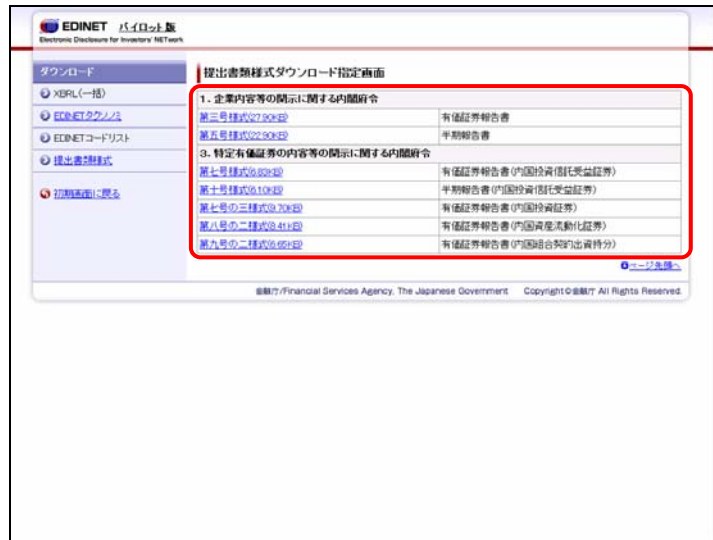 EDINET パイロット版
Electronic Disclosure for Investors' NETwork
ダウンロード
XBRL(一括)
EDINETタクソノミ
EDINETコードリスト
提出書類様式
初期画面に戻る
提出書類様式ダウンロード指定画面
1．企業内容等の開示に関する内閣府令
第三号様式(27.90KB) 有価証券報告書
第五号様式(22.90KB) 半期報告書
3．特定有価証券の内容等の開示に関する内閣府令
第七号様式(6.83KB) 有価証券報告書(内国投資信託受益証券)
第十号様式(6.10KB) 半期報告書(内国投資信託受益証券)
第七号の三様式(9.70KB) 有価証券報告書(内国投資証券)
第八号の二様式(8.41KB) 有価証券報告書(内国資産流動化証券)
第九号の二様式(6.65KB) 有価証券報告書(内国組合契約出資持分)
ページ先頭へ
金融庁/Financial Services Agency, The Japanese Government Copyright©金融庁 All Rights Reserved.